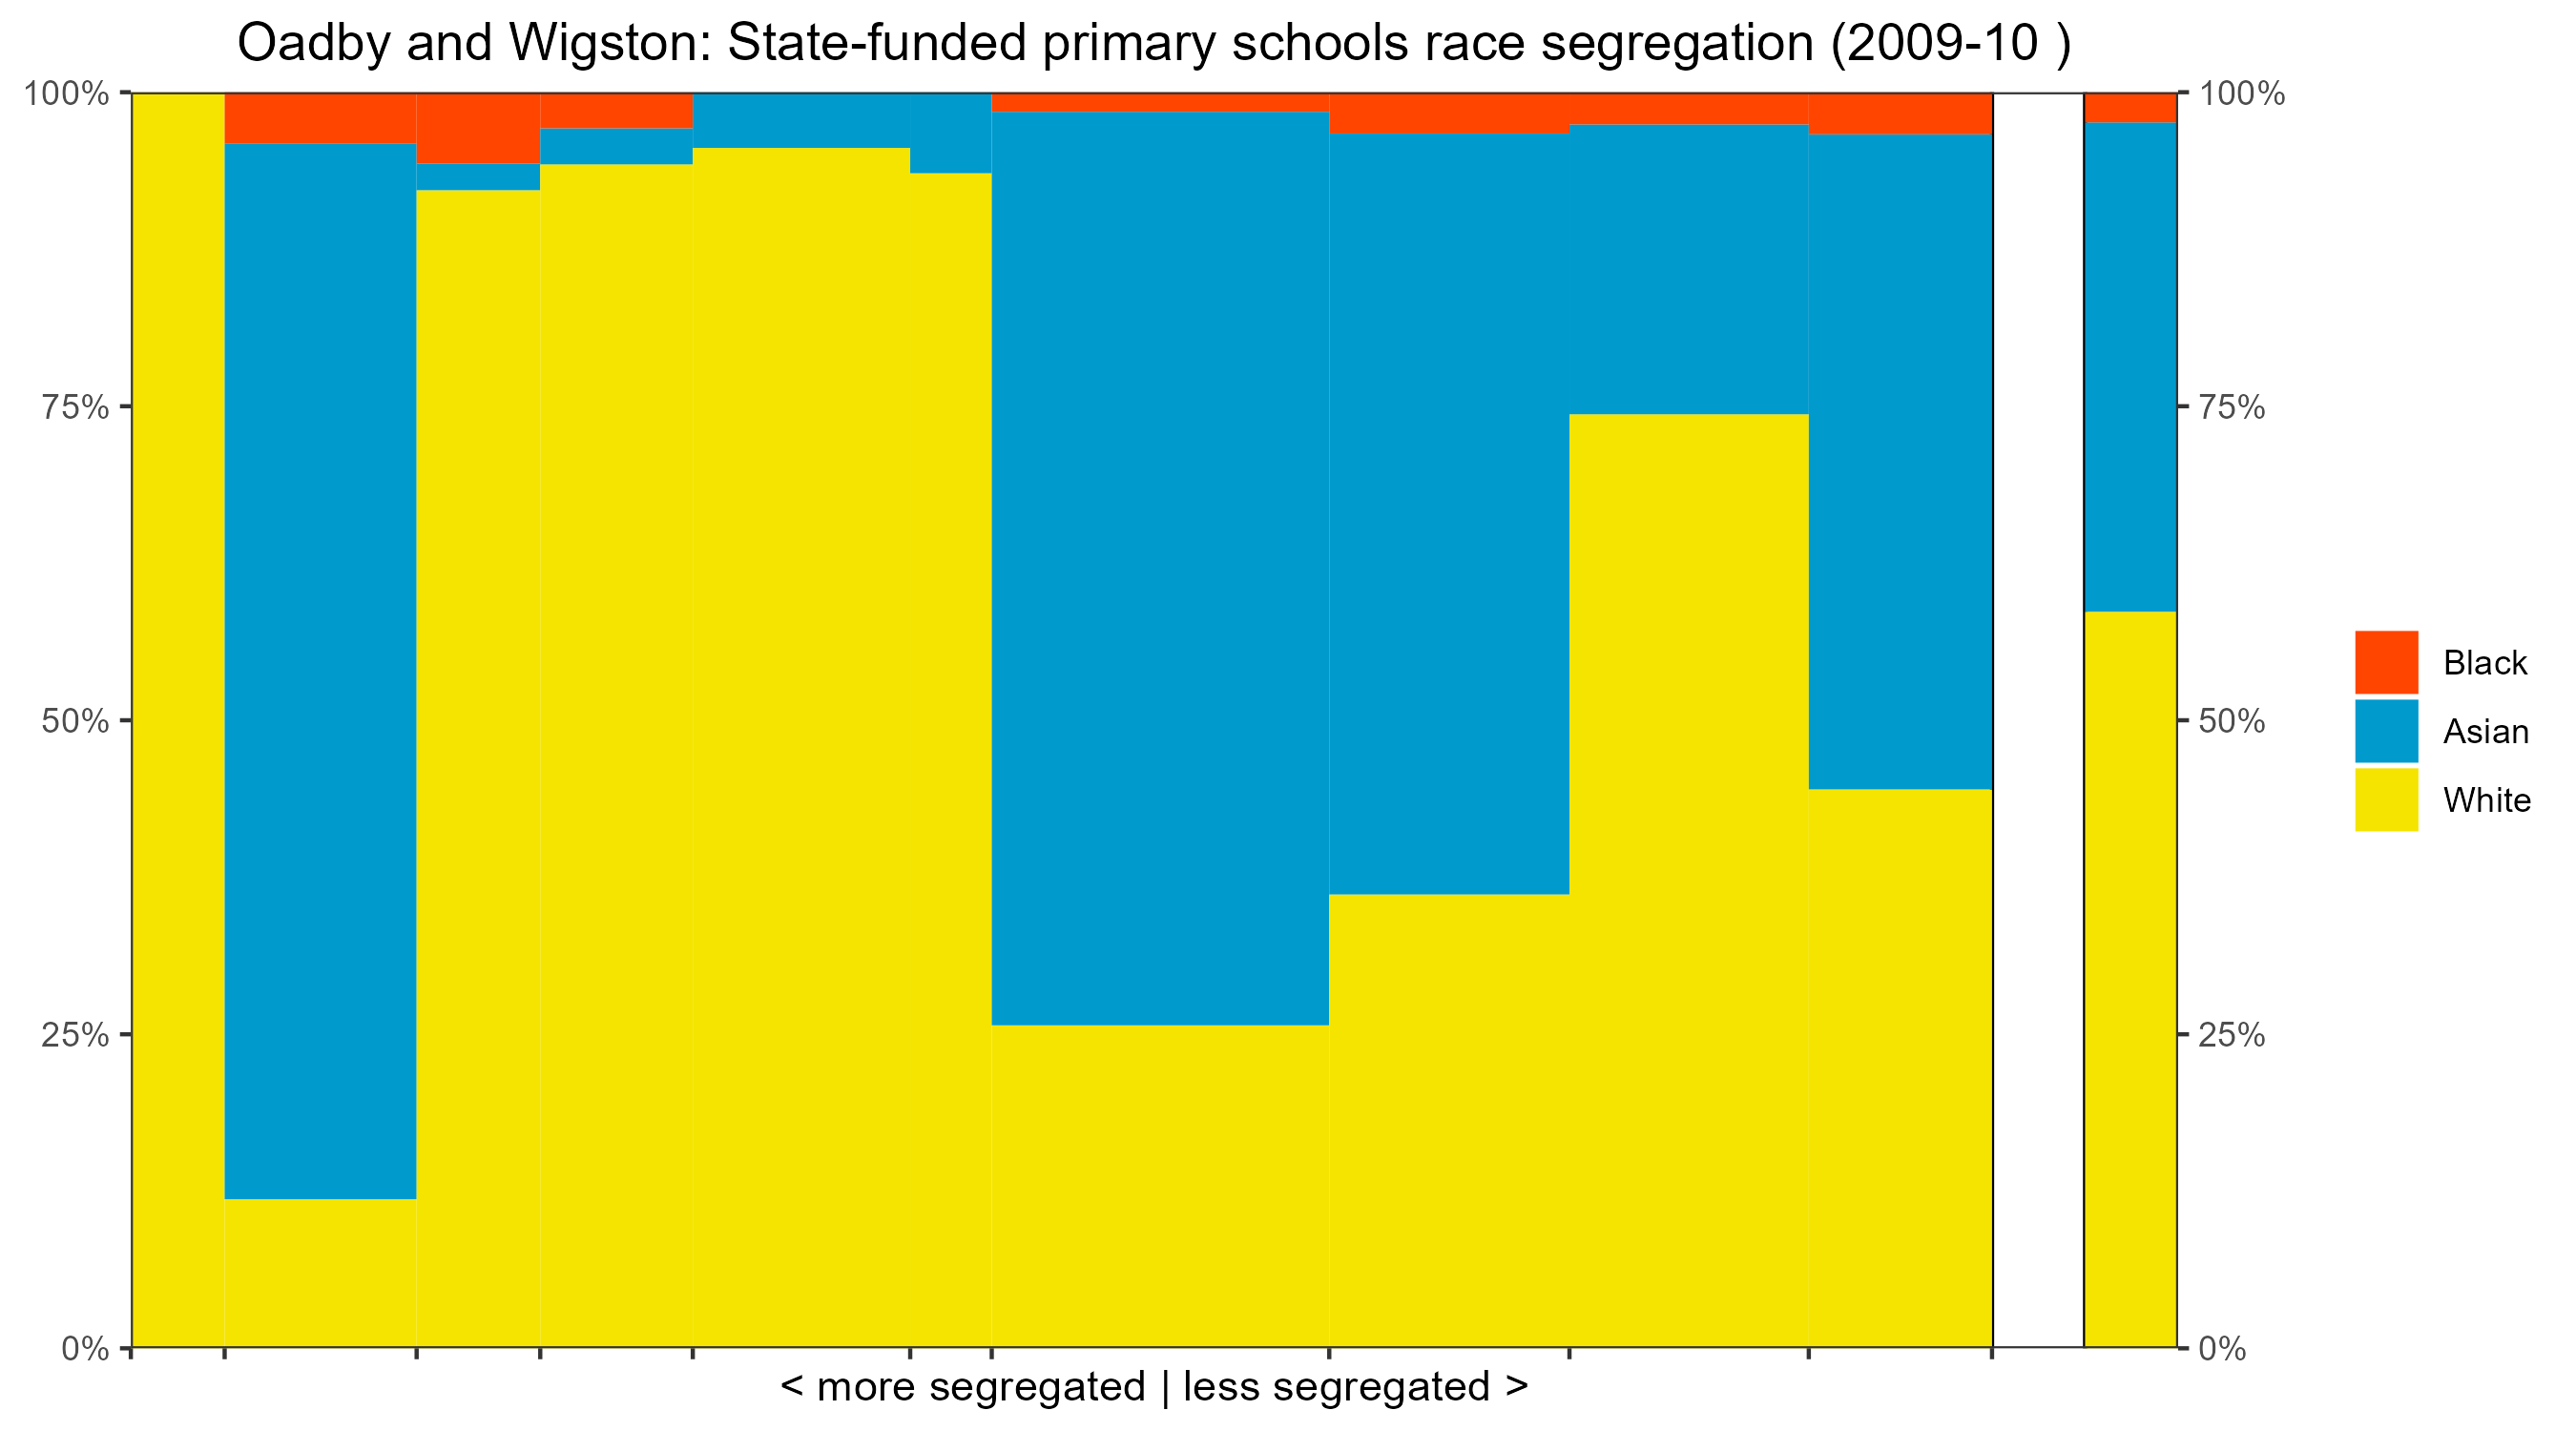 Oadby and Wigston: State-funded primary schools race segregation (2009-10 )
100%
75%
50%
25%
0%
100%
75%
50%
25%
0%
Black
Asian
White
< more segregated | less segregated >